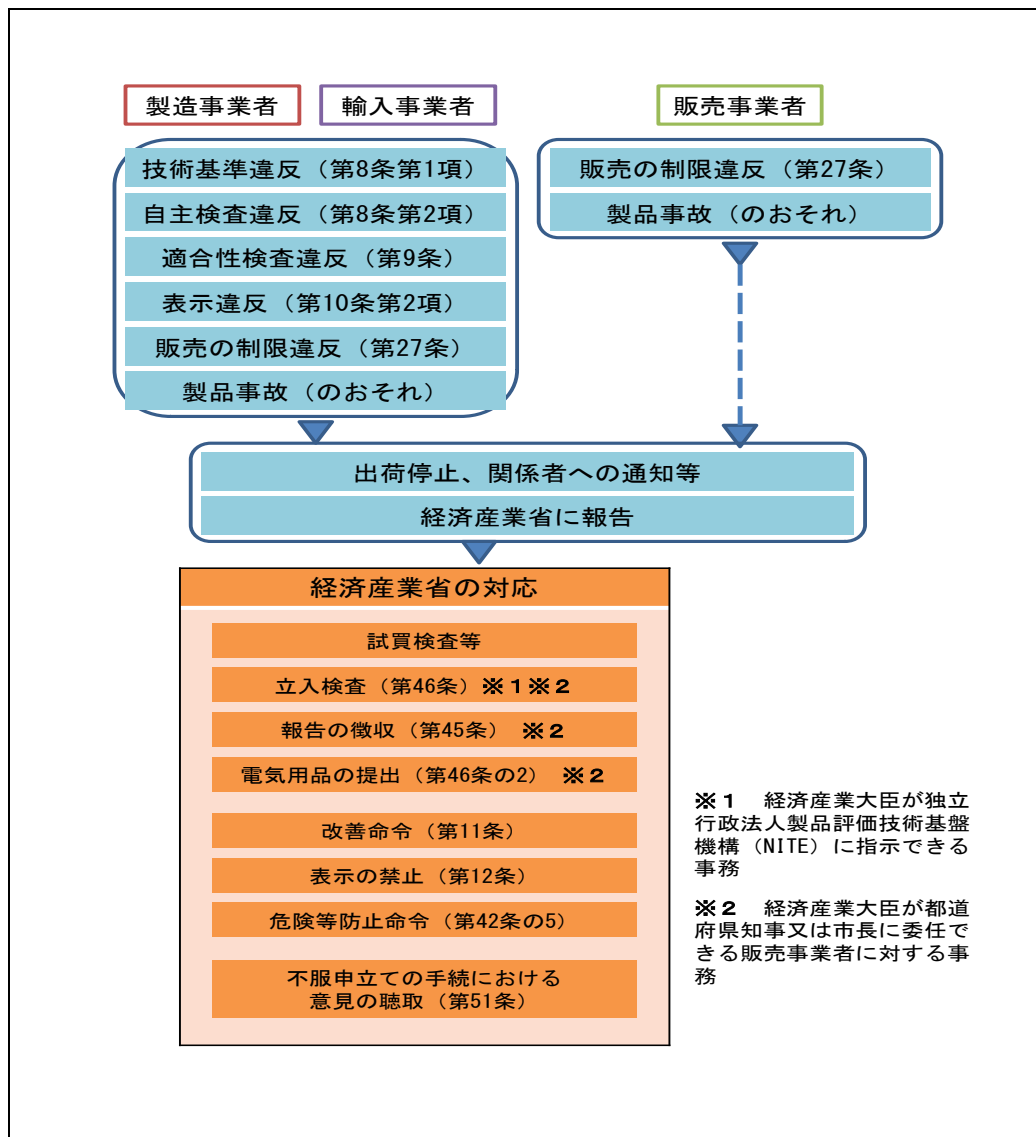 製造事業者
輸入事業者
技術基準違反（第8条第1項）
自主検査違反（第8条第2項）
適合性検査違反（第9条）
表示違反（第10条第2項）
販売の制限違反（第27条）
製品事故（のおそれ）
販売事業者
販売の制限違反（第27条）
製品事故（のおそれ）
出荷停止、関係者への通知等
経済産業省に報告
経済産業省の対応
試買検査等
立入検査（第46条）※１※２
報告の徴収（第45条）　※２
電気用品の提出（第46条の2）　※２
改善命令（第11条）
表示の禁止（第12条）
危険等防止命令（第42条の5）
不服申立ての手続における
意見の聴取（第51条）
※１　経済産業大臣が独立
行政法人製品評価技術基盤
機構（NITE）に指示できる
事務
※２　経済産業大臣が都道
府県知事又は市長に委任で
きる販売事業者に対する事
務